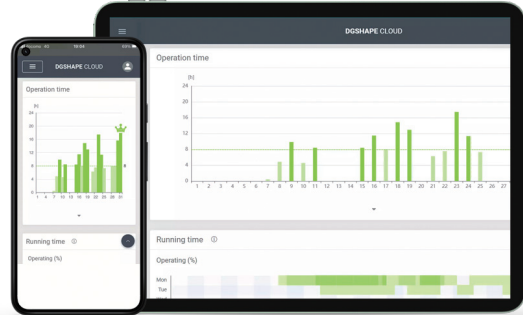 16:04
DGSHAPE CLOUD
Operation time
[h]
24
20
16
12
8
4
0
1 4 7 10 13 16 19 22 25 28 31
8
Running time
Operating (%)
DGSHAPE CLOUD
Operation time
[h]
24
20
16
12
8
4
0
1 2 3 4 5 6 7 8 9 10 11 12 13 14 15 16 17 18 19 20 21 22 23 24 25 26 27
Running time
Operating (%)
Mon
Tue